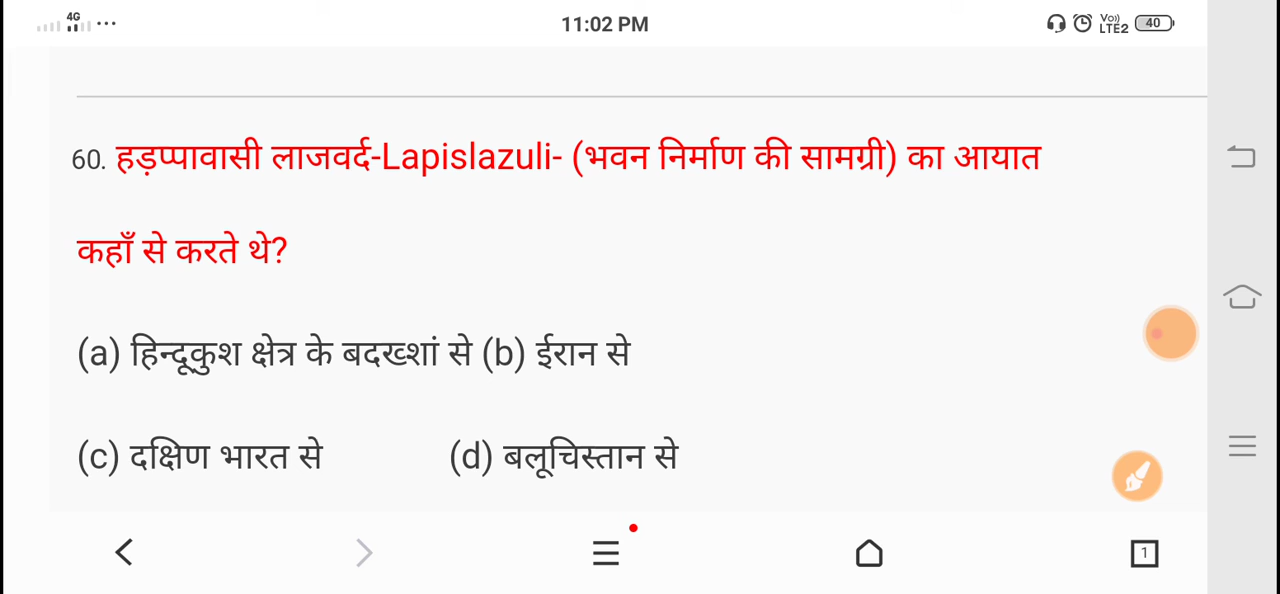 4G ... 11:02 PM Vo)) LTE2 40
60. हड़प्पावासी लाजवर्द-Lapislazuli- (भवन निर्माण की सामग्री) का आयात
कहाँ से करते थे?
(a) हिन्दूकुश क्षेत्र के बदख्शां से (b) ईरान से
(c) दक्षिण भारत से (d) बलूचिस्तान से
1